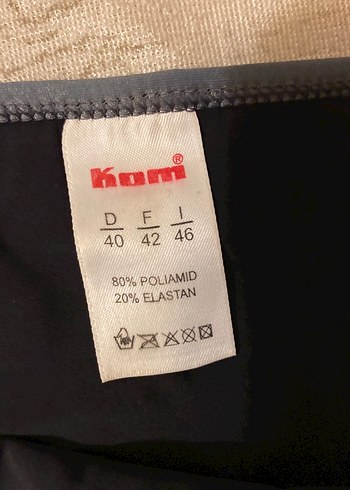 Kom®
D F I
40 42 46
80% POLIAMID
20% ELASTAN